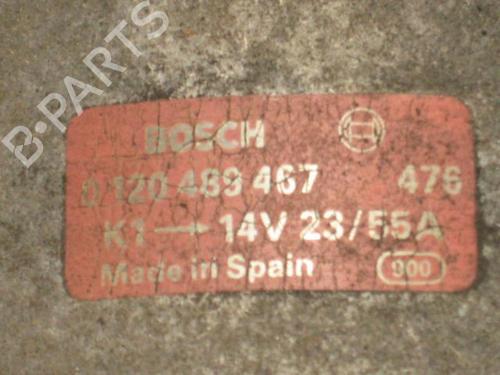 B-PARTS
BOSCH
0 120 489 467 476
K1→ 14V 23/55A
Made in Spain 900